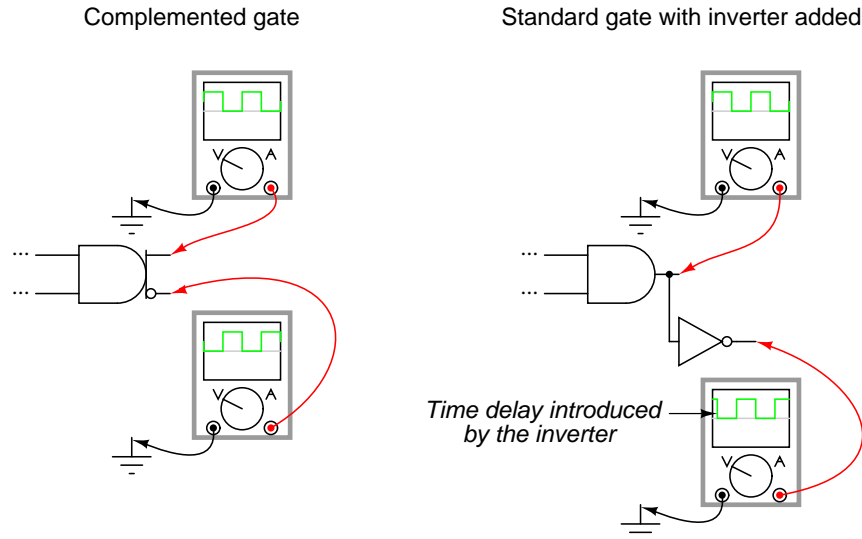 Complemented gate
Standard gate with inverter added
V A
V A
...
...
...
...
V A
Time delay introduced
by the inverter
V A